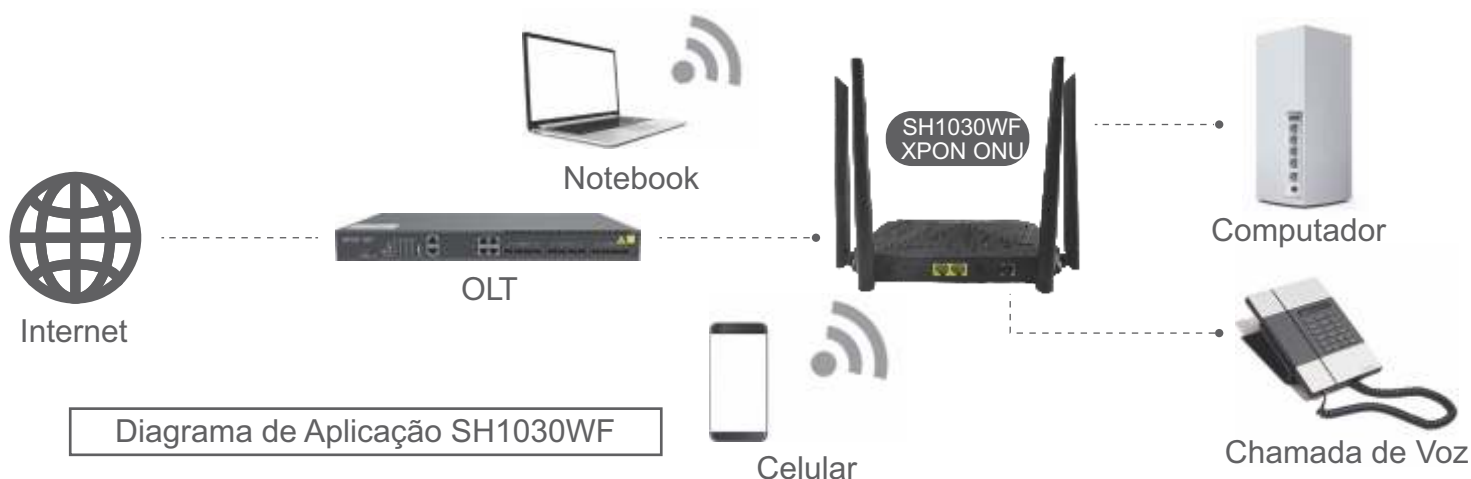 SH1030WF
XPON ONU
Notebook
Computador
OLT
Internet
Diagrama de Aplicação SH1030WF
Celular
Chamada de Voz